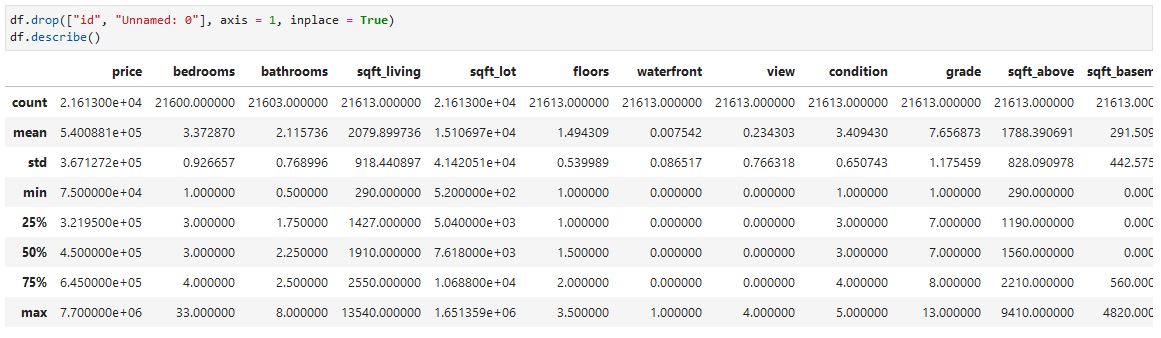 df.drop(["id", "Unnamed: 0"], axis = 1, inplace = True)
df.describe()
price bedrooms bathrooms sqft_living sqft_lot floors waterfront view condition grade sqft_above sqft_basem
count 2.161300e+04 21600.000000 21603.000000 21613.000000 2.161300e+04 21613.000000 21613.000000 21613.000000 21613.000000 21613.000000 21613.000000 21613.000
mean 5.400881e+05 3.372870 2.115736 2079.899736 1.510697e+04 1.494309 0.007542 0.234303 3.409430 7.656873 1788.390691 291.509
std 3.671272e+05 0.926657 0.768996 918.440897 4.142051e+04 0.539989 0.086517 0.766318 0.650743 1.175459 828.090978 442.575
min 7.500000e+04 1.000000 0.500000 290.000000 5.200000e+02 1.000000 0.000000 0.000000 1.000000 1.000000 290.000000 0.000
25% 3.219500e+05 3.000000 1.750000 1427.000000 5.040000e+03 1.000000 0.000000 0.000000 3.000000 7.000000 1190.000000 0.000
50% 4.500000e+05 3.000000 2.250000 1910.000000 7.618000e+03 1.500000 0.000000 0.000000 3.000000 7.000000 1560.000000 0.000
75% 6.450000e+05 4.000000 2.500000 2550.000000 1.068800e+04 2.000000 0.000000 0.000000 4.000000 8.000000 2210.000000 560.000
max 7.700000e+06 33.000000 8.000000 13540.000000 1.651359e+06 3.500000 1.000000 4.000000 5.000000 13.000000 9410.000000 4820.000